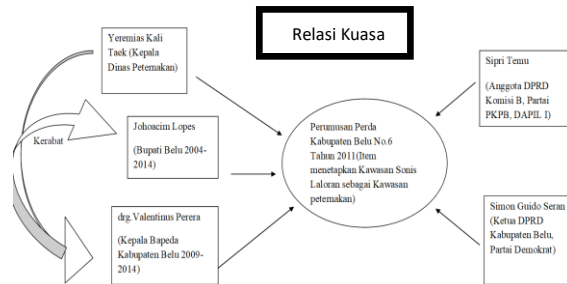 Relasi Kuasa
Yeremias Kali
Taek (Kepala
Dinas Peternakan)
Kerabat
Johoacim Lopes
(Bupati Belu 2004-
2014)
drg.Valentinus Perera
(Kepala Bapeda
Kabupaten Belu 2009-
2014)
Perumusan Perda
Kabupaten Belu No.6
Tahun 2011(Item
menetapkan Kawasan Sonis
Laloran sebagai Kawasan
peternakan)
Sipri Temu
(Anggota DPRD
Komisi B, Partai
PKPB, DAPIL I)
Simon Guido Seran
(Ketua DPRD
Kabupaten Belu,
Partai Demokrat)